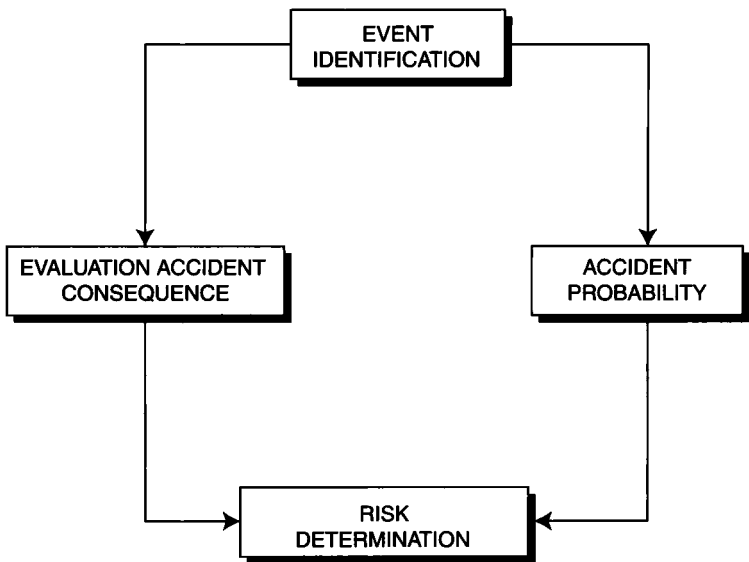 EVENT
IDENTIFICATION
EVALUATION ACCIDENT
CONSEQUENCE
ACCIDENT
PROBABILITY
RISK
DETERMINATION